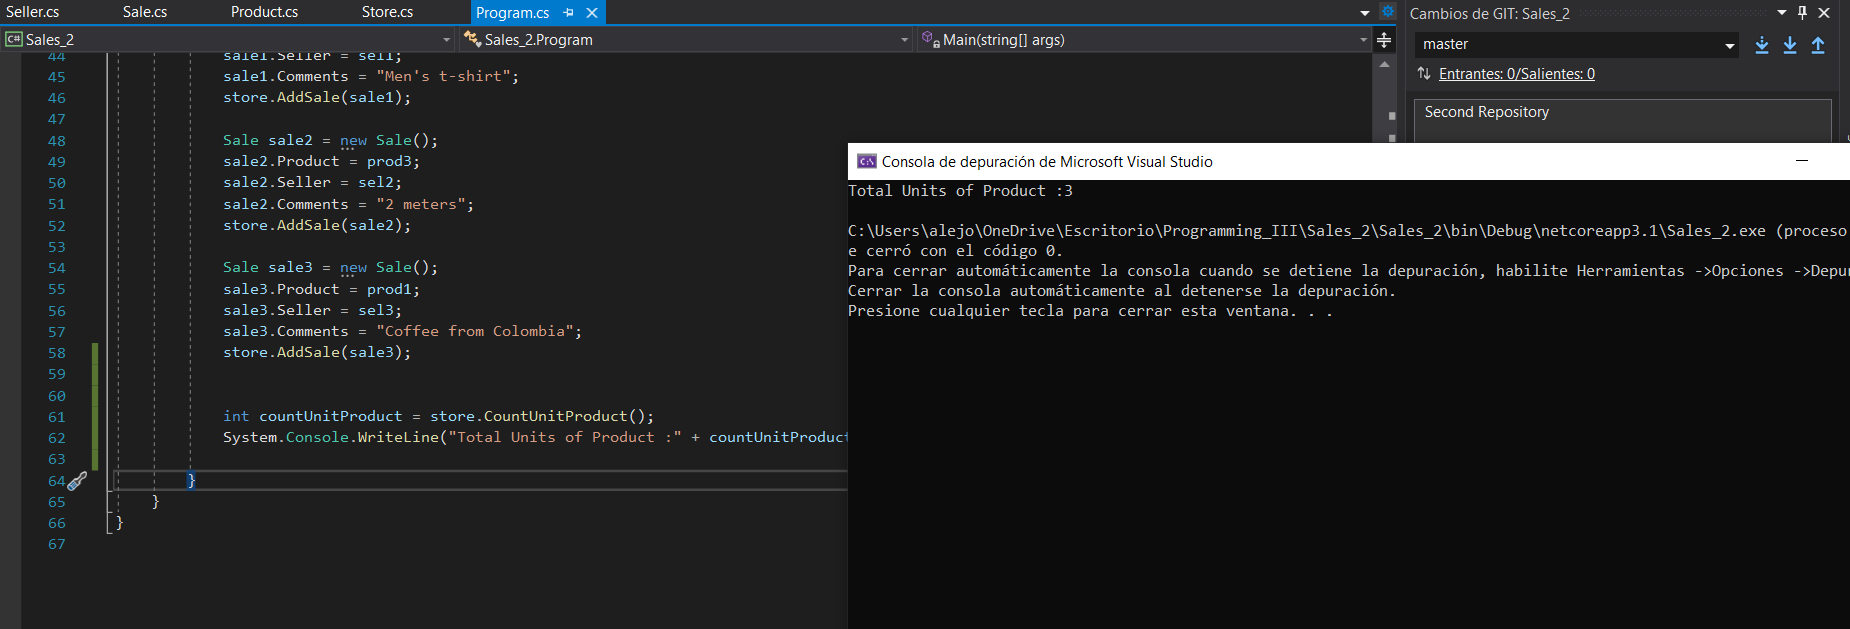 Seller.cs Sale.cs Product.cs Store.cs Program.cs
Cambios de GIT: Sales_2
C# Sales_2 Sales_2.Program Main(string[] args)
master
Entrantes: 0/Salientes: 0
Second Repository
44 sale1.Seller = sel1;
45 sale1.Comments = "Men's t-shirt";
46 store.AddSale(sale1);
47
48 Sale sale2 = new Sale();
49 sale2.Product = prod3;
50 sale2.Seller = sel2;
51 sale2.Comments = "2 meters";
52 store.AddSale(sale2);
53
54 Sale sale3 = new Sale();
55 sale3.Product = prod1;
56 sale3.Seller = sel3;
57 sale3.Comments = "Coffee from Colombia";
58 store.AddSale(sale3);
59
60
61 int countUnitProduct = store.CountUnitProduct();
62 System.Console.WriteLine("Total Units of Product :" + countUnitProduct
63
64 }
65 }
66 }
67
C:\ Consola de depuración de Microsoft Visual Studio
Total Units of Product :3
C:\Users\alejo\OneDrive\Escritorio\Programming_III\Sales_2\Sales_2\bin\Debug\netcoreapp3.1\Sales_2.exe (proceso
e cerró con el código 0.
Para cerrar automáticamente la consola cuando se detiene la depuración, habilite Herramientas ->Opciones ->Depu
Cerrar la consola automáticamente al detenerse la depuración.
Presione cualquier tecla para cerrar esta ventana. . .